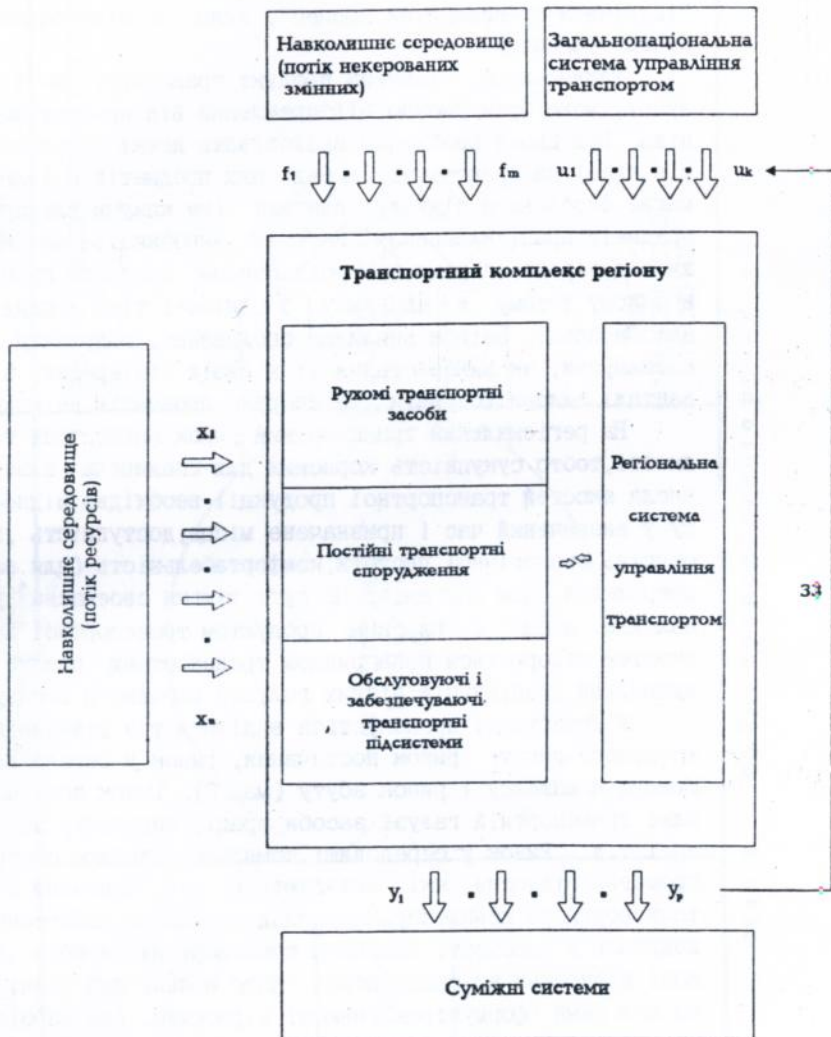 Навколишнє середовище
(потік некерованих
змінних)
Загальнонаціональна
система управління
транспортом
f1
fm
u1
uk
Транспортний комплекс регіону
Навколишнє середовище
(потік ресурсів)
x1
xn
Рухомі транспортні
засоби
Постійні транспортні
спорудження
Обслуговуючі і
забезпечуваючі
транспортні
підсистеми
Регіональна
система
управління
транспортом
33
y1
yp
Суміжні системи